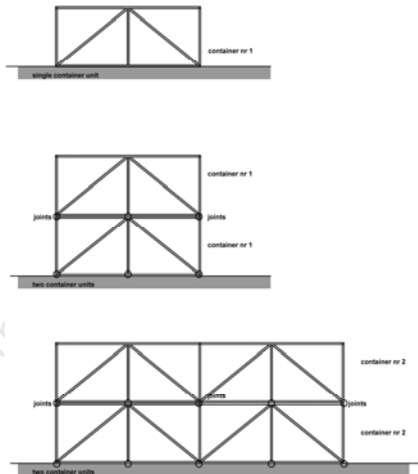 container nr 1
single container unit
container nr 1
joints
joints
container nr 1
two container units
container nr 2
joints
joints
joints
container nr 2
two container units